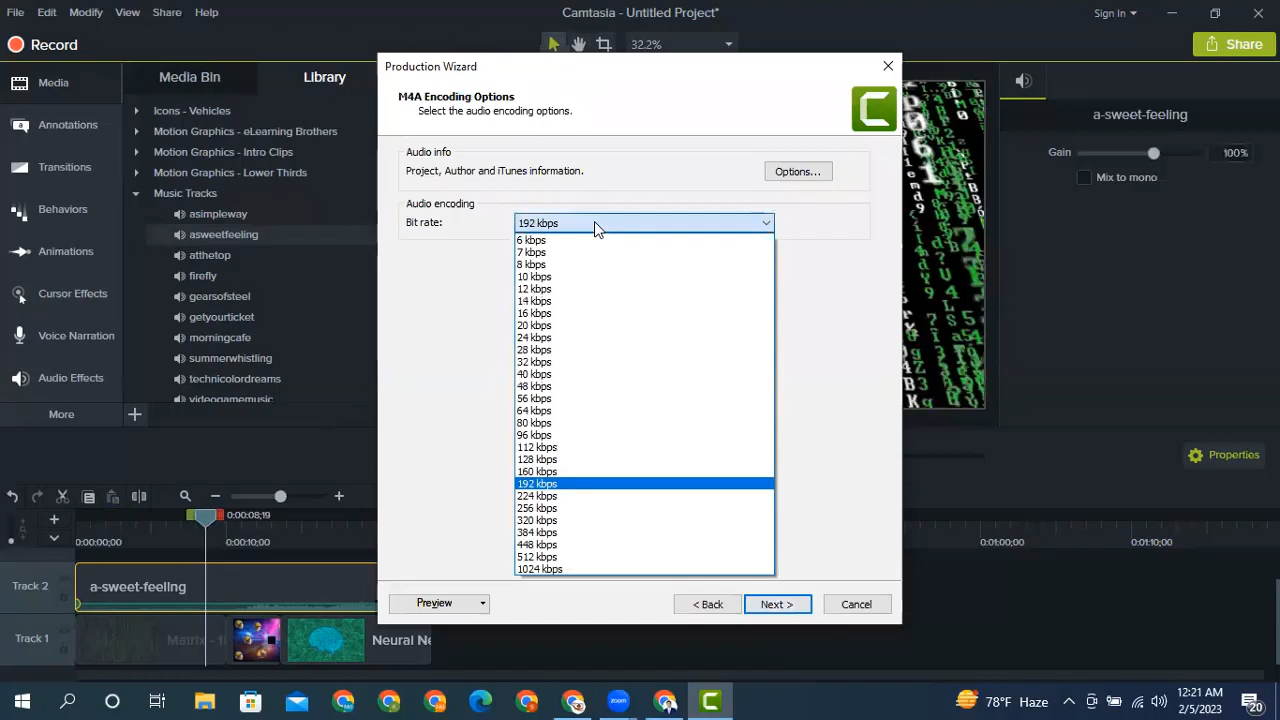 File Edit Modify View Share Help
Camtasia - Untitled Project*
Sign In
Record
32.2%
Share
Media
Annotations
Transitions
Behaviors
Animations
Cursor Effects
Voice Narration
Audio Effects
More
Media Bin
Library
Icons - Vehicles
Motion Graphics - eLearning Brothers
Motion Graphics - Intro Clips
Motion Graphics - Lower Thirds
Music Tracks
asimpleway
asweetfeeling
atthetop
firefly
gearsofsteel
getyourticket
morningcafe
summerwhistling
technicolordreams
videogamemusic
Production Wizard
M4A Encoding Options
Select the audio encoding options.
Audio info
Project, Author and iTunes information.
Options...
Audio encoding
Bit rate:
192 kbps
6 kbps
7 kbps
8 kbps
10 kbps
12 kbps
14 kbps
16 kbps
20 kbps
24 kbps
28 kbps
32 kbps
40 kbps
48 kbps
56 kbps
64 kbps
80 kbps
96 kbps
112 kbps
128 kbps
160 kbps
192 kbps
224 kbps
256 kbps
320 kbps
384 kbps
448 kbps
512 kbps
1024 kbps
Preview
< Back
Next >
Cancel
a-sweet-feeling
Gain
100%
Mix to mono
Properties
0:00:08;19
0:00:00;00
0:00:10;00
0:01:00;00
0:01:10;00
Track 2
a-sweet-feeling
Track 1
Neural Ne
78°F Haze
12:21 AM
2/5/2023
20
zoom